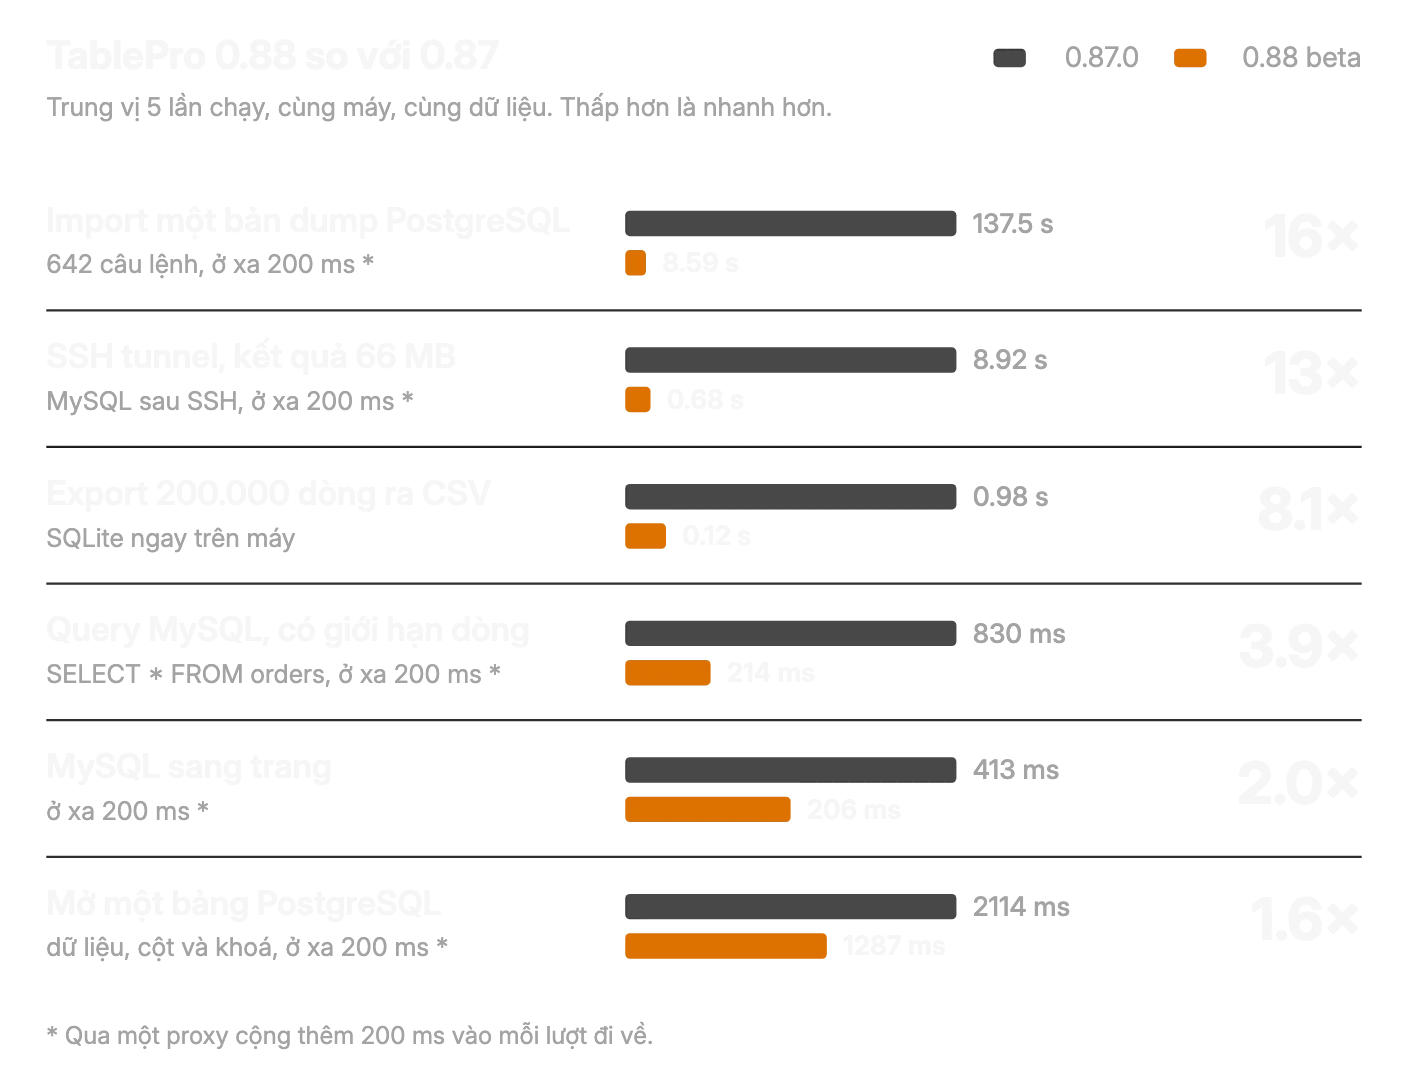 TablePro 0.88 so với 0.87
0.87.0
0.88 beta
Trung vị 5 lần chạy, cùng máy, cùng dữ liệu. Thấp hơn là nhanh hơn.
Import một bản dump PostgreSQL
642 câu lệnh, ở xa 200 ms *
137.5 s
8.59 s
16×
SSH tunnel, kết quả 66 MB
MySQL sau SSH, ở xa 200 ms *
8.92 s
0.68 s
13×
Export 200.000 dòng ra CSV
SQLite ngay trên máy
0.98 s
0.12 s
8.1×
Query MySQL, có giới hạn dòng
SELECT * FROM orders, ở xa 200 ms *
830 ms
214 ms
3.9×
MySQL sang trang
ở xa 200 ms *
413 ms
206 ms
2.0×
Mở một bảng PostgreSQL
dữ liệu, cột và khoá, ở xa 200 ms *
2114 ms
1287 ms
1.6×
* Qua một proxy cộng thêm 200 ms vào mỗi lượt đi về.